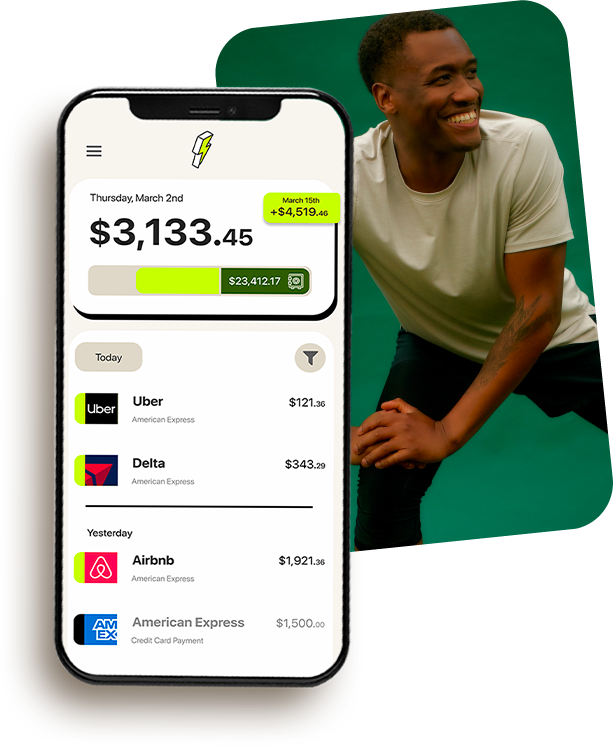 Thursday, March 2nd
March 15th
+$4,519.46
$3,133.45
$23,412.17
Today
Uber
Uber
$121.36
American Express
Delta
$343.29
American Express
Yesterday
Airbnb
$1,921.36
American Express
AM
EX
American Express
$1,500.00
Credit Card Payment